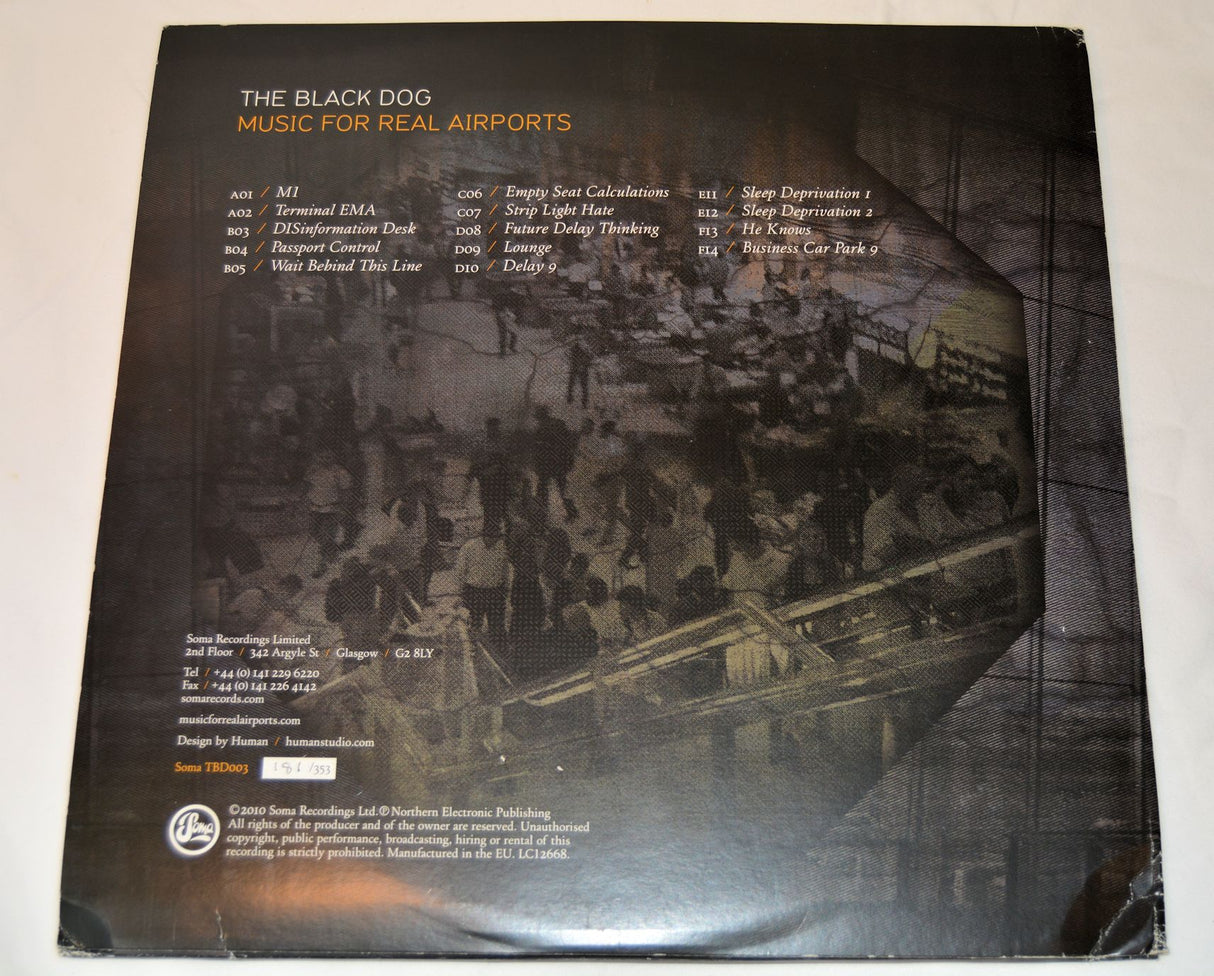 THE BLACK DOG
MUSIC FOR REAL AIRPORTS
A01 / M1
A02 / Terminal EMA
B03 / DISinformation Desk
B04 / Passport Control
B05 / Wait Behind This Line
C06 / Empty Seat Calculations
C07 / Strip Light Hate
D08 / Future Delay Thinking
D09 / Lounge
D10 / Delay 9
E11 / Sleep Deprivation 1
E12 / Sleep Deprivation 2
F13 / He Knows
F14 / Business Car Park 9
Soma Recordings Limited
2nd Floor / 342 Argyle St / Glasgow / G2 8LY
Tel / +44 (0) 141 229 6220
Fax / +44 (0) 141 226 4142
somarecords.com
musicforrealairports.com
Design by Human / humanstudio.com
Soma TBD003 181 /353
Soma
©2010 Soma Recordings Ltd. ℗ Northern Electronic Publishing
All rights of the producer and of the owner are reserved. Unauthorised
copyright, public performance, broadcasting, hiring or rental of this
recording is strictly prohibited. Manufactured in the EU. LC12668.